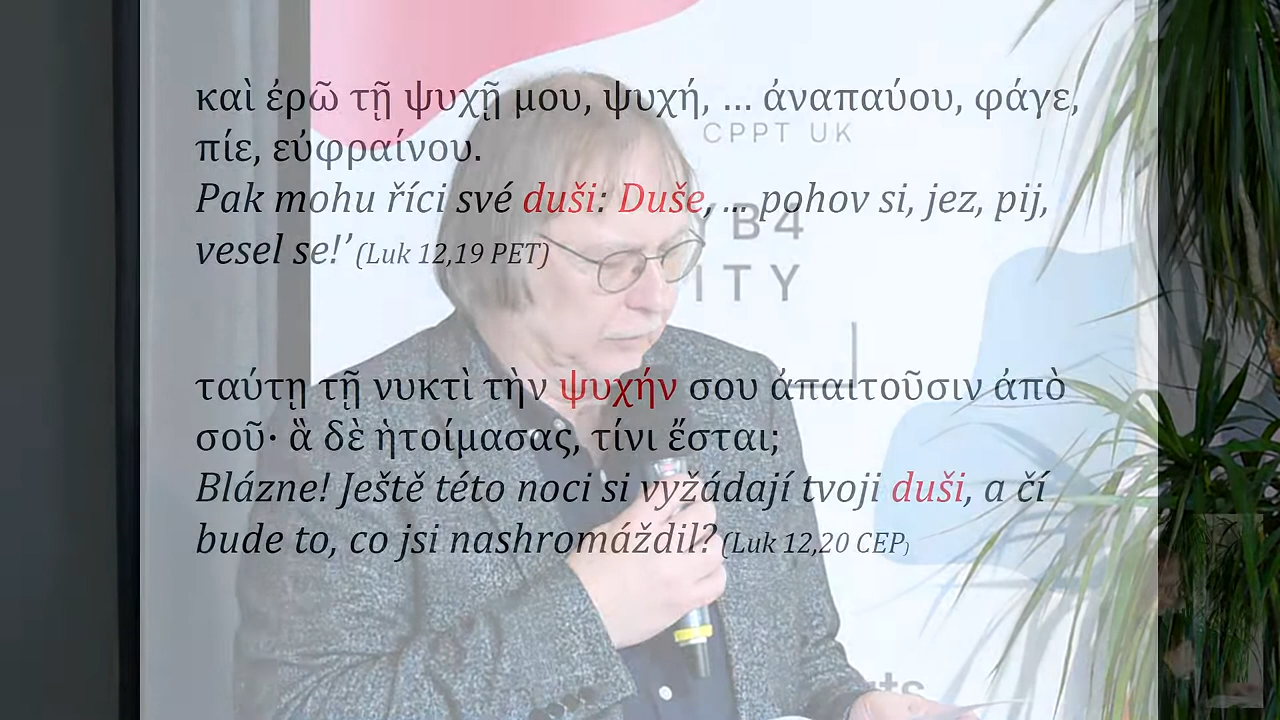 καὶ ἐρῶ τῇ ψυχῇ μου, ψυχή, ... ἀναπαύου, φάγε,
πίε, εὐφραίνου.
Pak mohu říci své duši: Duše, ... pohov si, jez, pij,
vesel se!’ (Luk 12,19 PET)
ταύτῃ τῇ νυκτὶ τὴν ψυχήν σου ἀπαιτοῦσιν ἀπὸ
σοῦ· ἃ δὲ ἡτοίμασας, τίνι ἔσται;
Blázne! Ještě této noci si vyžádají tvoji duši, a čí
bude to, co jsi nashromáždil? (Luk 12,20 CEP)
CPPT UK
YB4
ITY